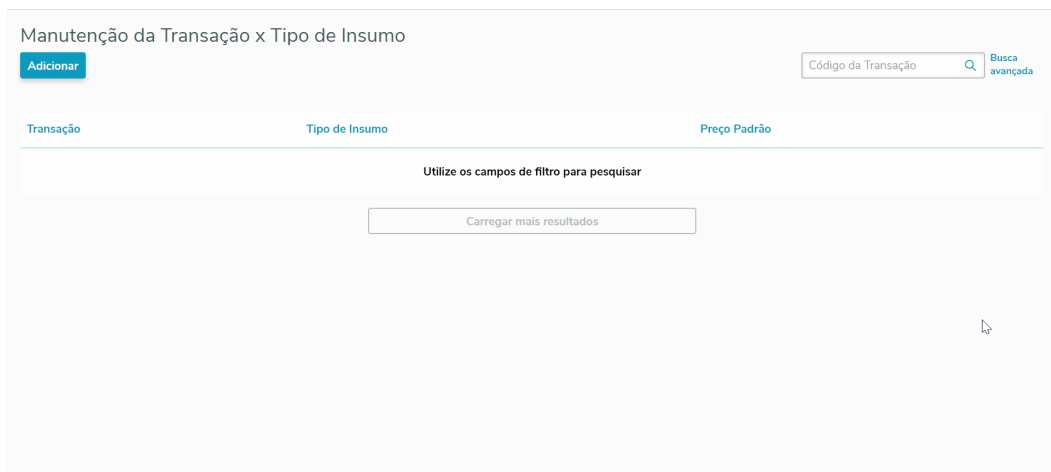 Manutenção da Transação x Tipo de Insumo
Adicionar
Código da Transação
Busca
avançada
Transação Tipo de Insumo Preço Padrão
Utilize os campos de filtro para pesquisar
Carregar mais resultados